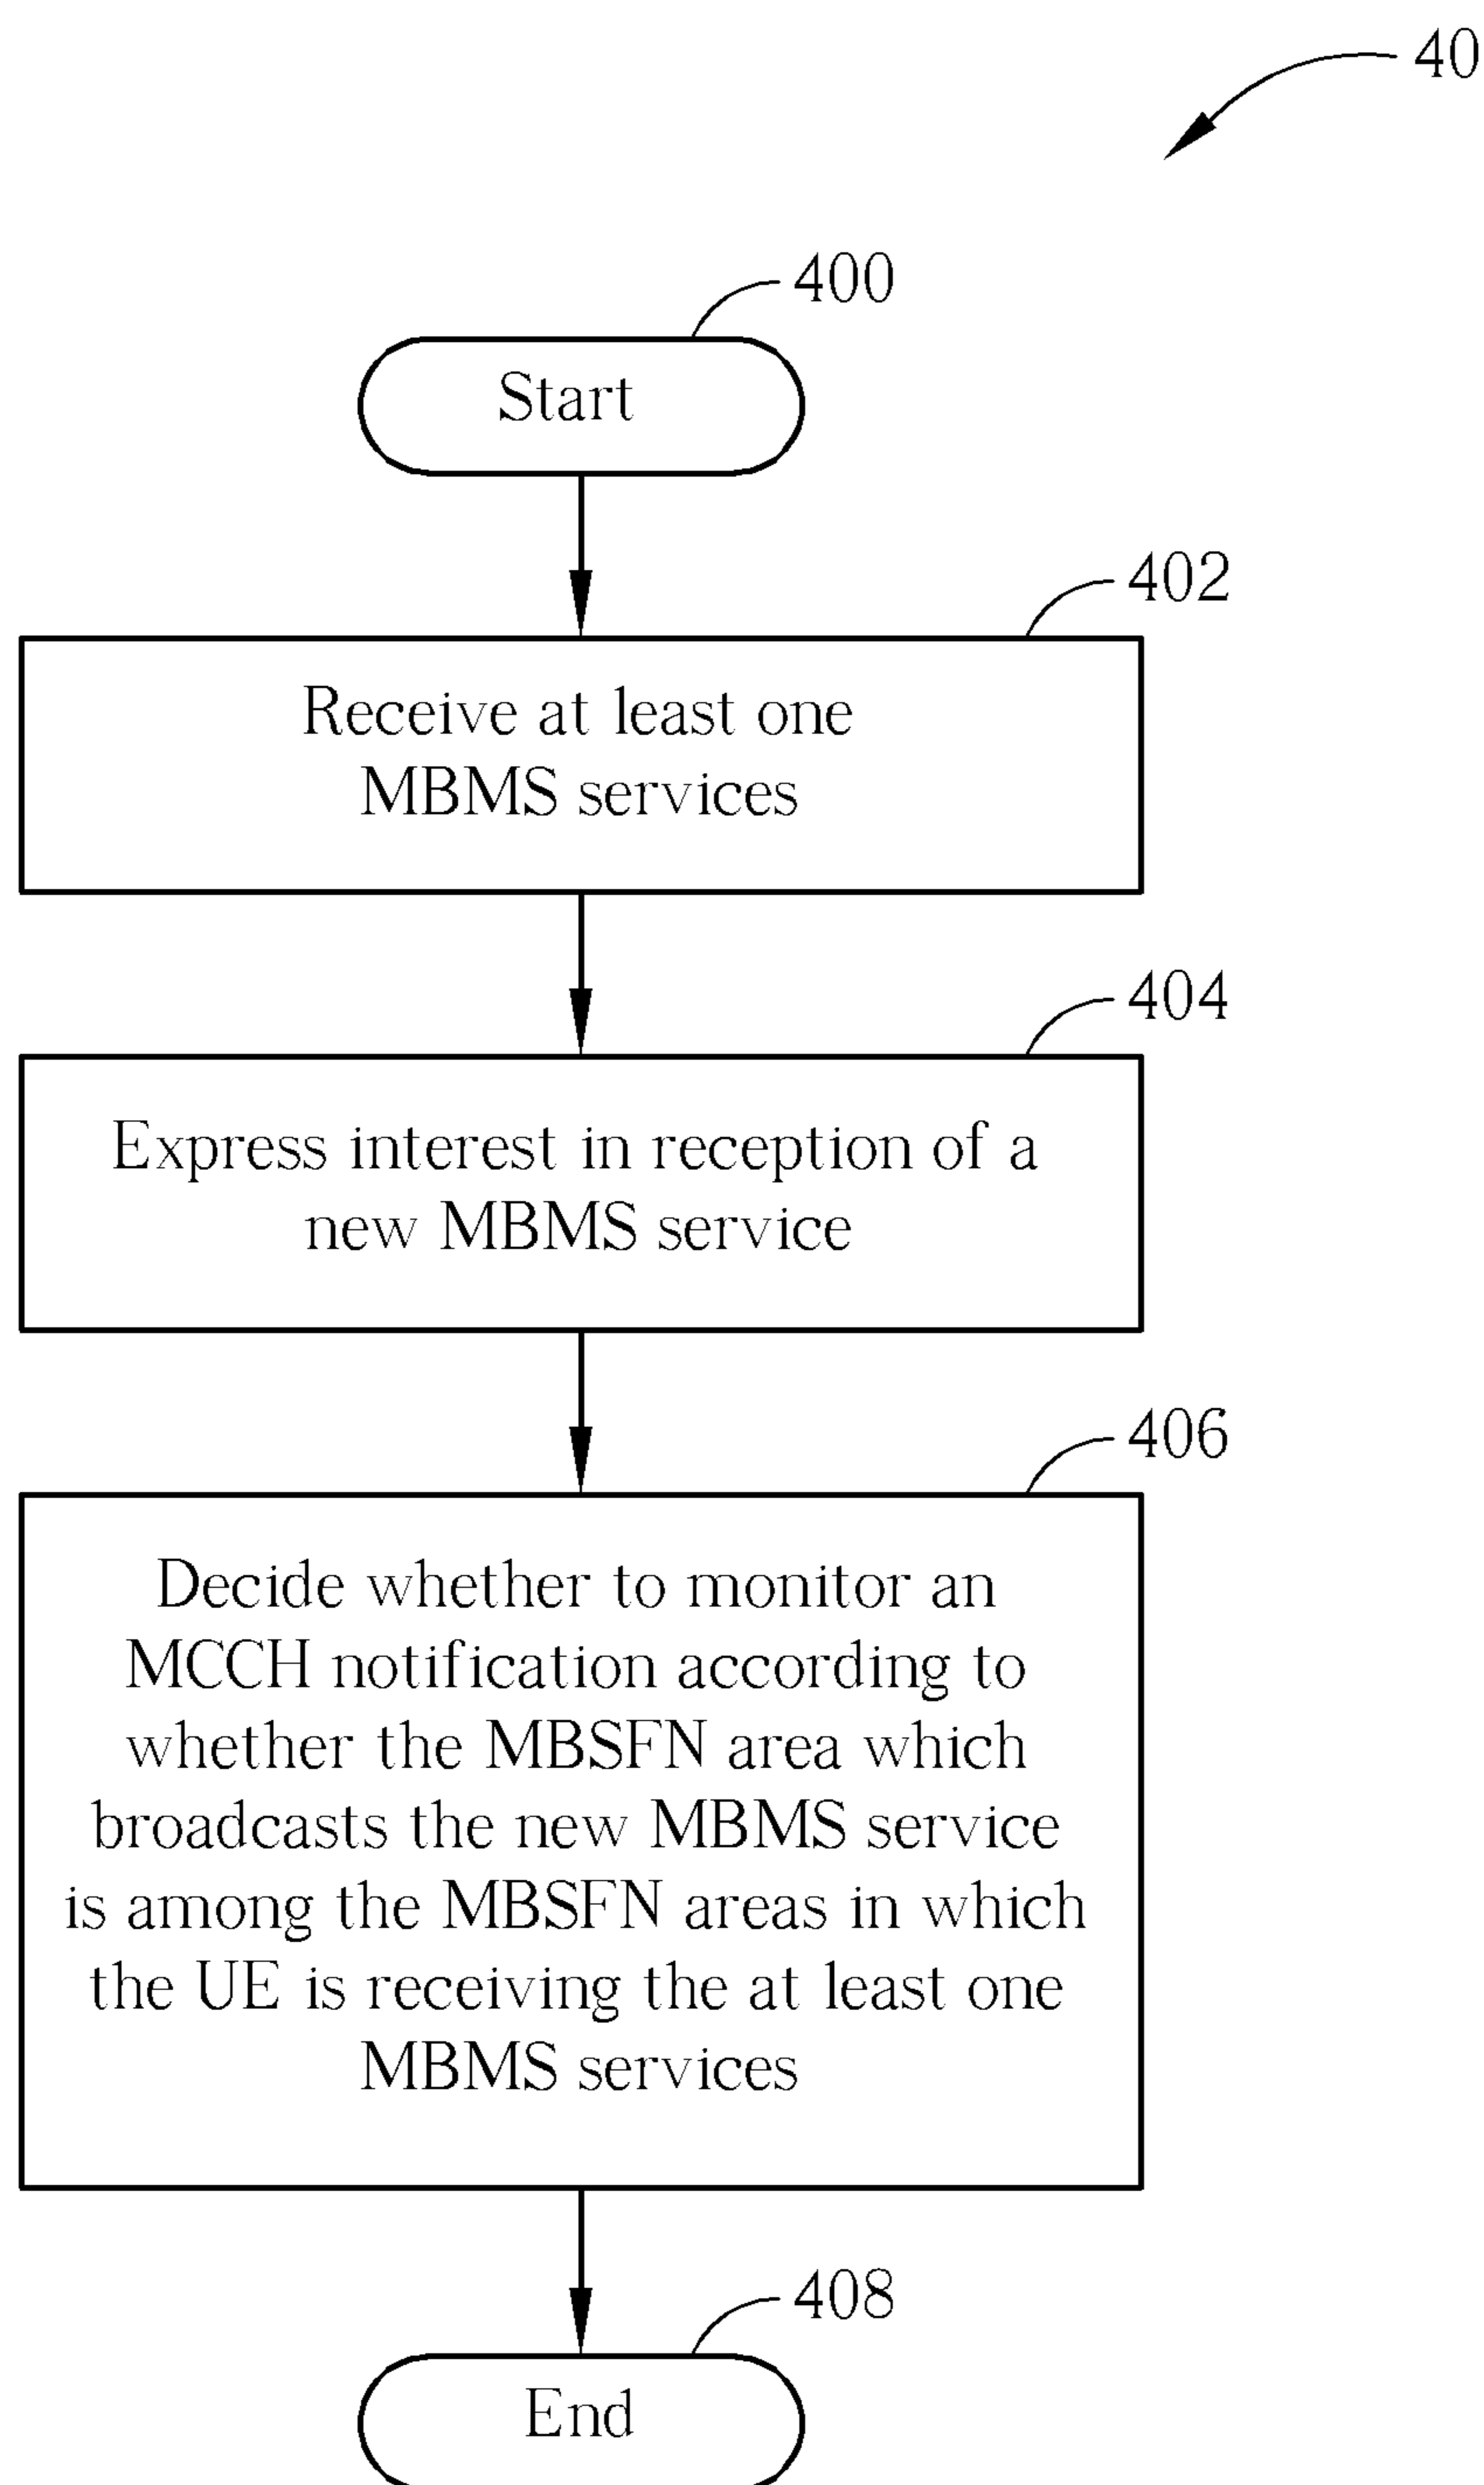 40
400
Start
402
Receive at least one
MBMS services
404
Express interest in reception of a
new MBMS service
406
Decide whether to monitor an
MCCH notification according to
whether the MBSFN area which
broadcasts the new MBMS service
is among the MBSFN areas in which
the UE is receiving the at least one
MBMS services
408
End